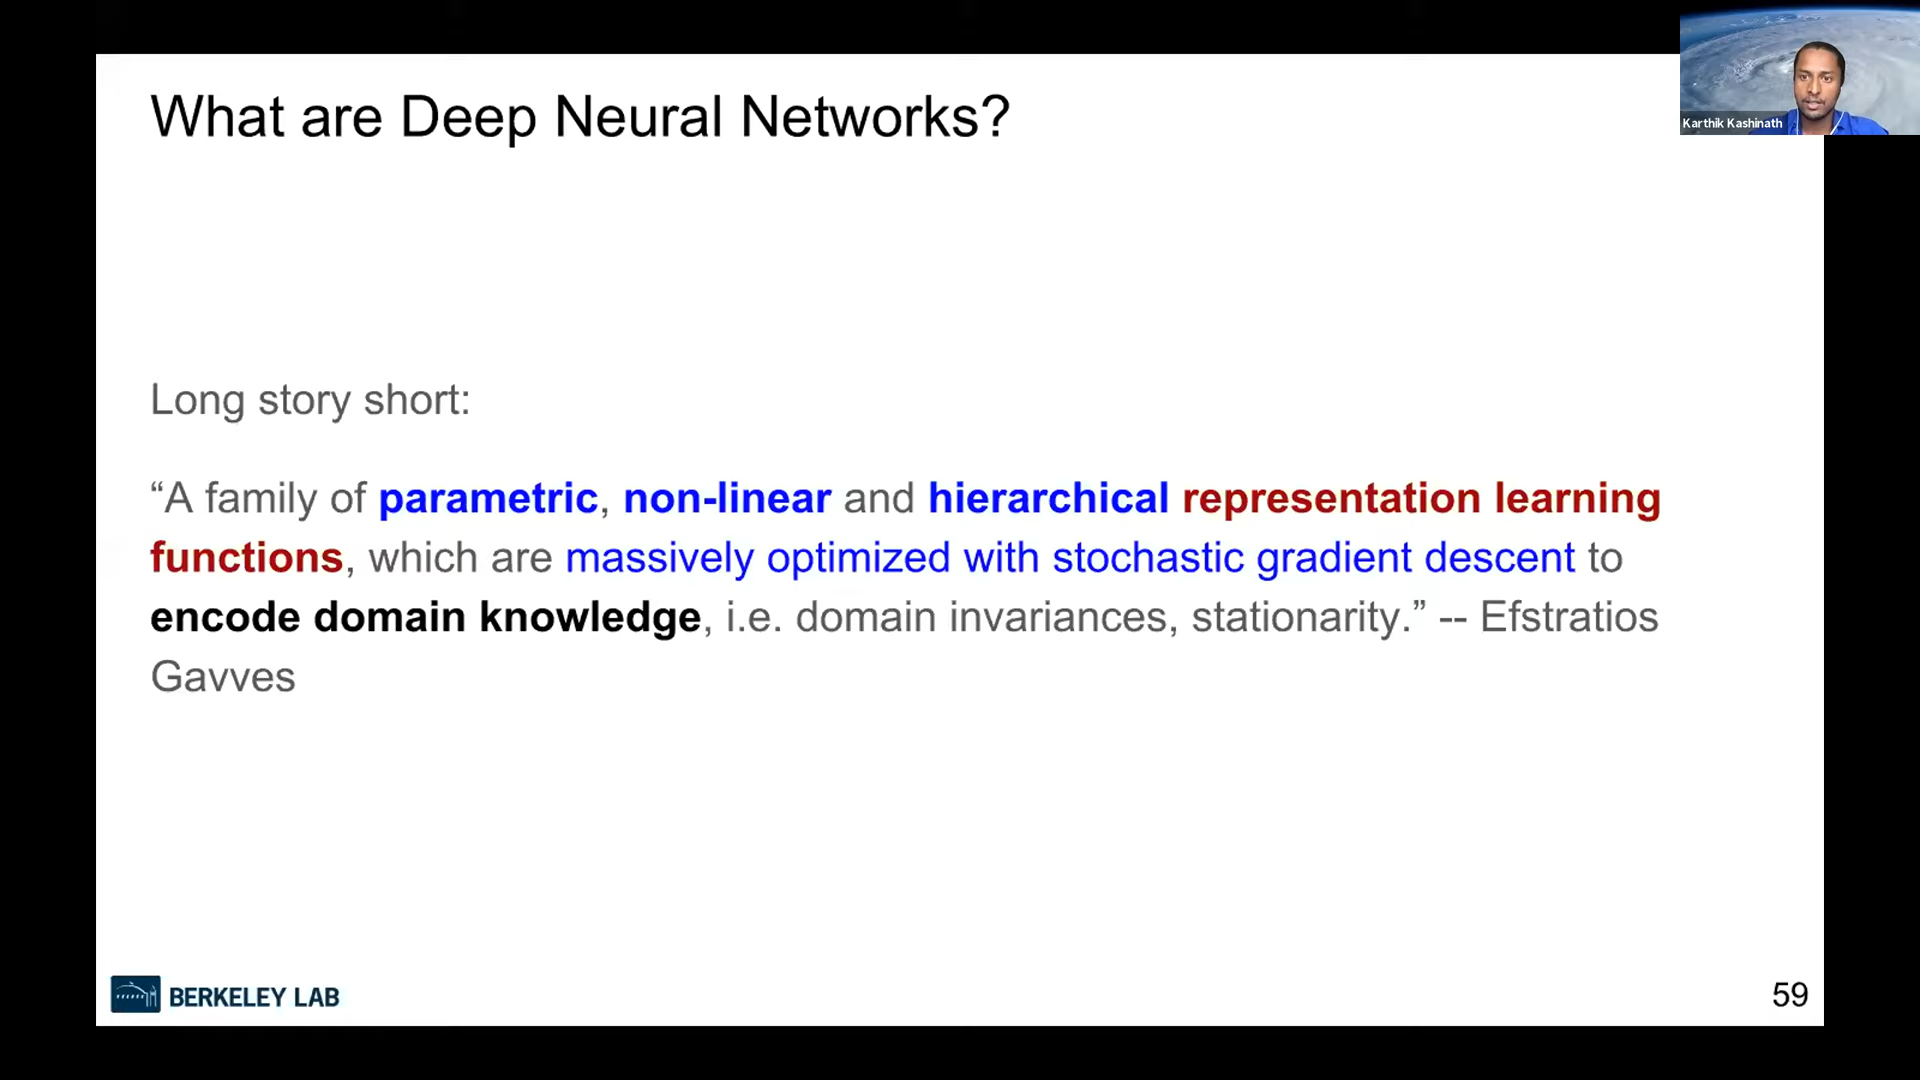 What are Deep Neural Networks?
Karthik Kashinath
Long story short:
“A family of parametric, non-linear and hierarchical representation learning
functions, which are massively optimized with stochastic gradient descent to
encode domain knowledge, i.e. domain invariances, stationarity.” -- Efstratios
Gavves
BERKELEY LAB
59